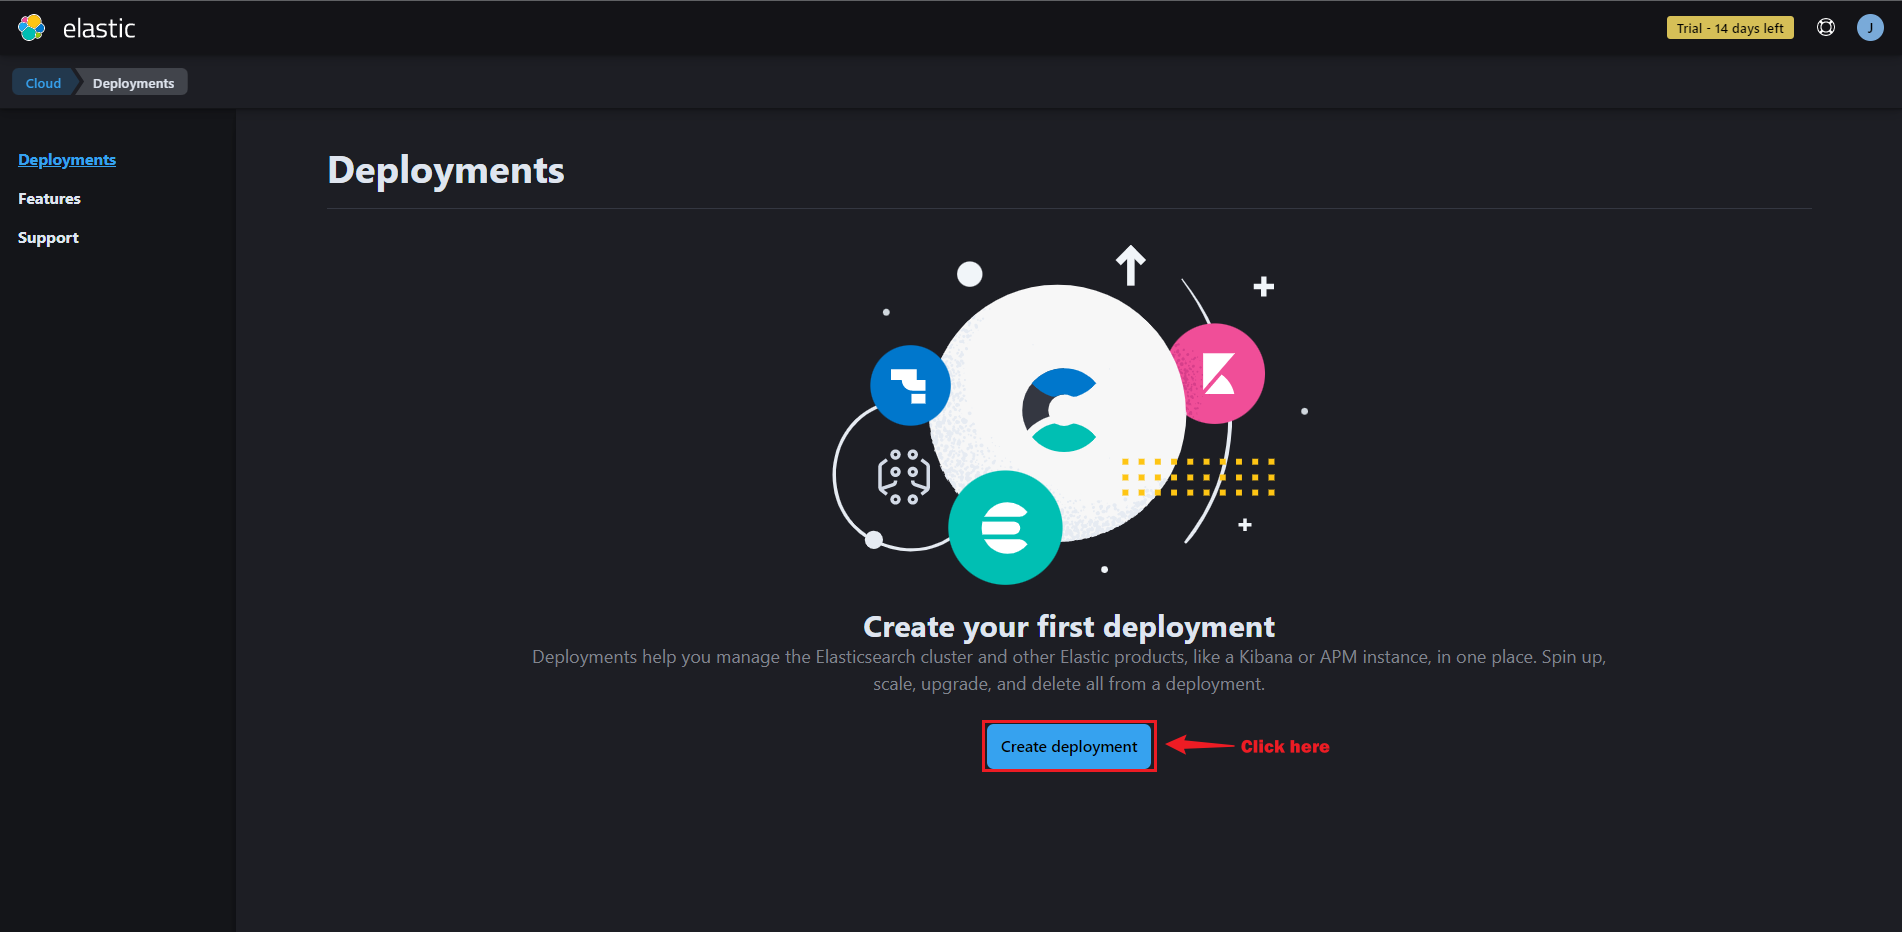 elastic
Trial - 14 days left
J
Cloud
Deployments
Deployments
Features
Support
Deployments
Create your first deployment
Deployments help you manage the Elasticsearch cluster and other Elastic products, like a Kibana or APM instance, in one place. Spin up,
scale, upgrade, and delete all from a deployment.
Create deployment
Click here